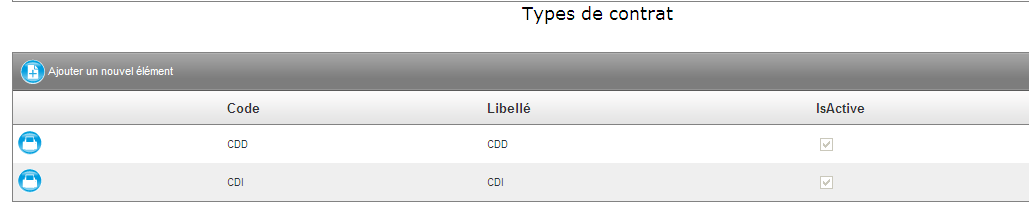 Types de contrat
Ajouter un nouvel élément
Code Libellé IsActive
CDD CDD
CDI CDI